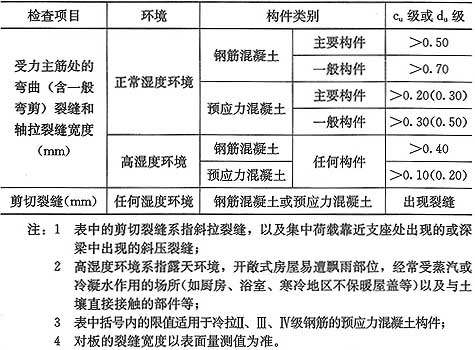 检查项目 环境 构件类别 cu 级或 du 级
受力主筋处的
弯曲（含一般
弯剪）裂缝和
轴拉裂缝宽度
(mm)
正常湿度环境 钢筋混凝土 主要构件 >0.50
一般构件 >0.70
预应力混凝土 主要构件 >0.20(0.30)
一般构件 >0.30(0.50)
高湿度环境 钢筋混凝土 任何构件 >0.40
预应力混凝土 >0.10(0.20)
剪切裂缝(mm) 任何湿度环境 钢筋混凝土或预应力混凝土 出现裂缝
注：1 表中的剪切裂缝系指斜拉裂缝，以及集中荷载靠近支座处出现的或深
梁中出现的斜压裂缝；
2 高湿度环境系指露天环境，开敞式房屋易遭飘雨部位，经常受蒸汽或
冷凝水作用的场所(如厨房、浴室、寒冷地区不保暖屋盖等)以及与土
壤直接接触的部件等；
3 表中括号内的限值适用于冷拉Ⅱ、Ⅲ、Ⅳ级钢筋的预应力混凝土构件；
4 对板的裂缝宽度以表面量测值为准。